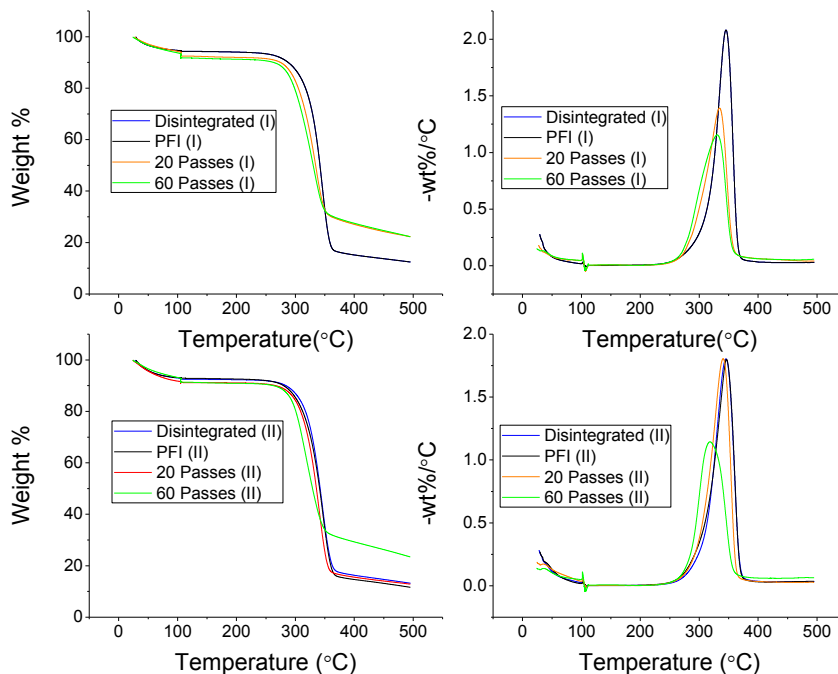 100
80
60
40
20
0
Weight %
Disintegrated (I)
PFI (I)
20 Passes (I)
60 Passes (I)
0 100 200 300 400 500
Temperature(°C)
2.0
1.5
1.0
0.5
0.0
-wt%/°C
Disintegrated (I)
PFI (I)
20 Passes (I)
60 Passes (I)
0 100 200 300 400 500
Temperature(°C)
100
80
60
40
20
0
Weight %
Disintegrated (II)
PFI (II)
20 Passes (II)
60 Passes (II)
0 100 200 300 400 500
Temperature (°C)
2.0
1.5
1.0
0.5
0.0
-wt%/°C
Disintegrated (II)
PFI (II)
20 Passes (II)
60 Passes (II)
0 100 200 300 400 500
Temperature (°C)